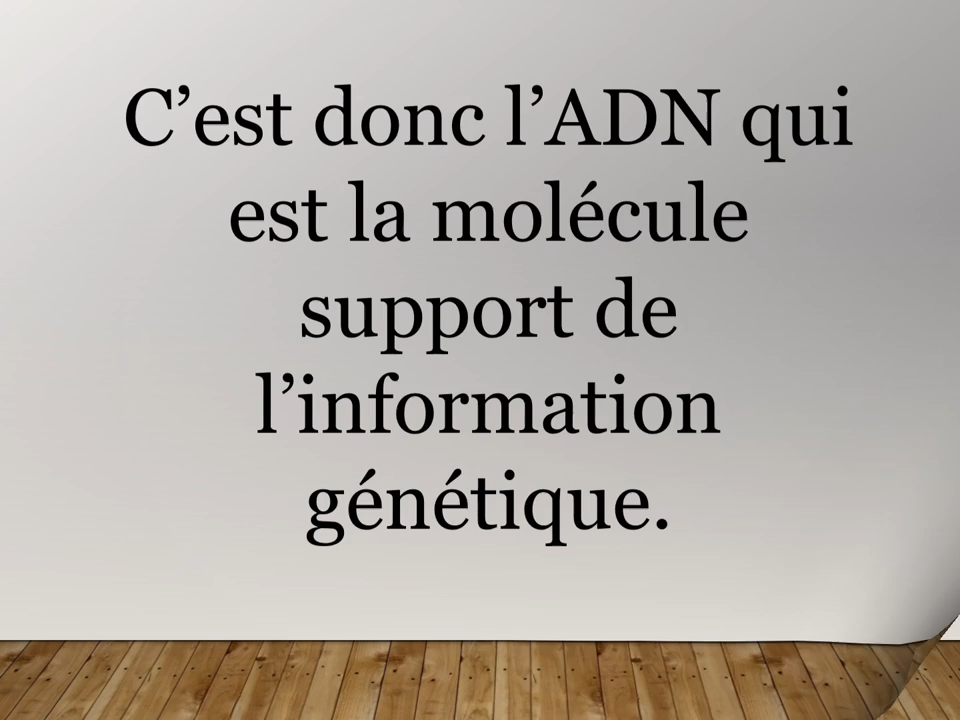 C’est donc l’ADN qui
est la molécule
support de
l’information
génétique.